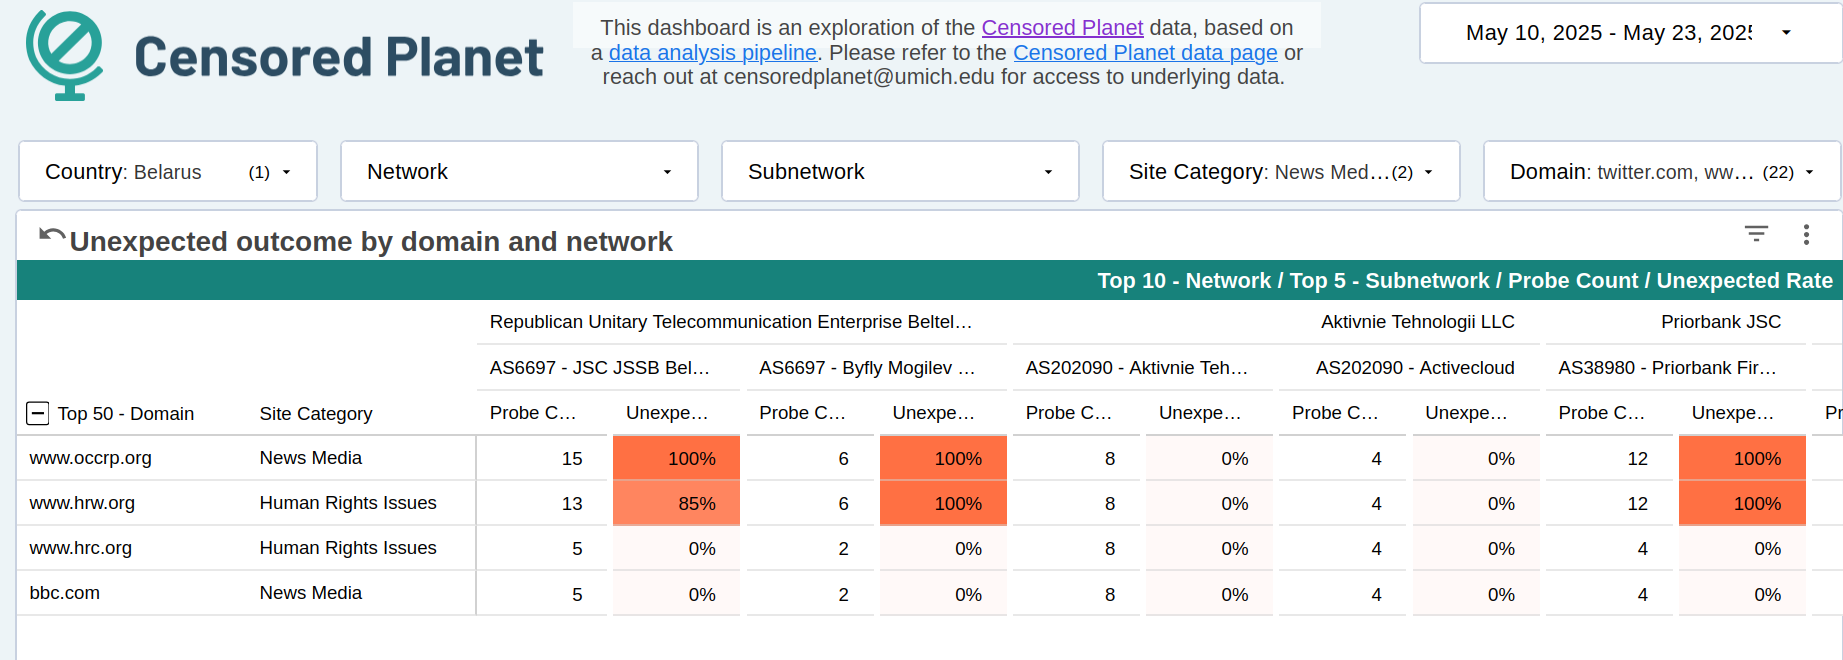 Censored Planet
This dashboard is an exploration of the Censored Planet data, based on
a data analysis pipeline. Please refer to the Censored Planet data page or
reach out at censoredplanet@umich.edu for access to underlying data.
May 10, 2025 - May 23, 2025
Country: Belarus (1)
Network
Subnetwork
Site Category: News Med... (2)
Domain: twitter.com, ww... (22)
Unexpected outcome by domain and network
Top 10 - Network / Top 5 - Subnetwork / Probe Count / Unexpected Rate
Republican Unitary Telecommunication Enterprise Beltel... Aktivnie Tehnologii LLC Priorbank JSC
AS6697 - JSC JSSB Bel... AS6697 - Byfly Mogilev ... AS202090 - Aktivnie Teh... AS202090 - Activecloud AS38980 - Priorbank Fir...
Top 50 - Domain Site Category Probe C... Unexpe... Probe C... Unexpe... Probe C... Unexpe... Probe C... Unexpe... Probe C... Unexpe... Pr
www.occrp.org News Media 15 100% 6 100% 8 0% 4 0% 12 100%
www.hrw.org Human Rights Issues 13 85% 6 100% 8 0% 4 0% 12 100%
www.hrc.org Human Rights Issues 5 0% 2 0% 8 0% 4 0% 4 0%
bbc.com News Media 5 0% 2 0% 8 0% 4 0% 4 0%